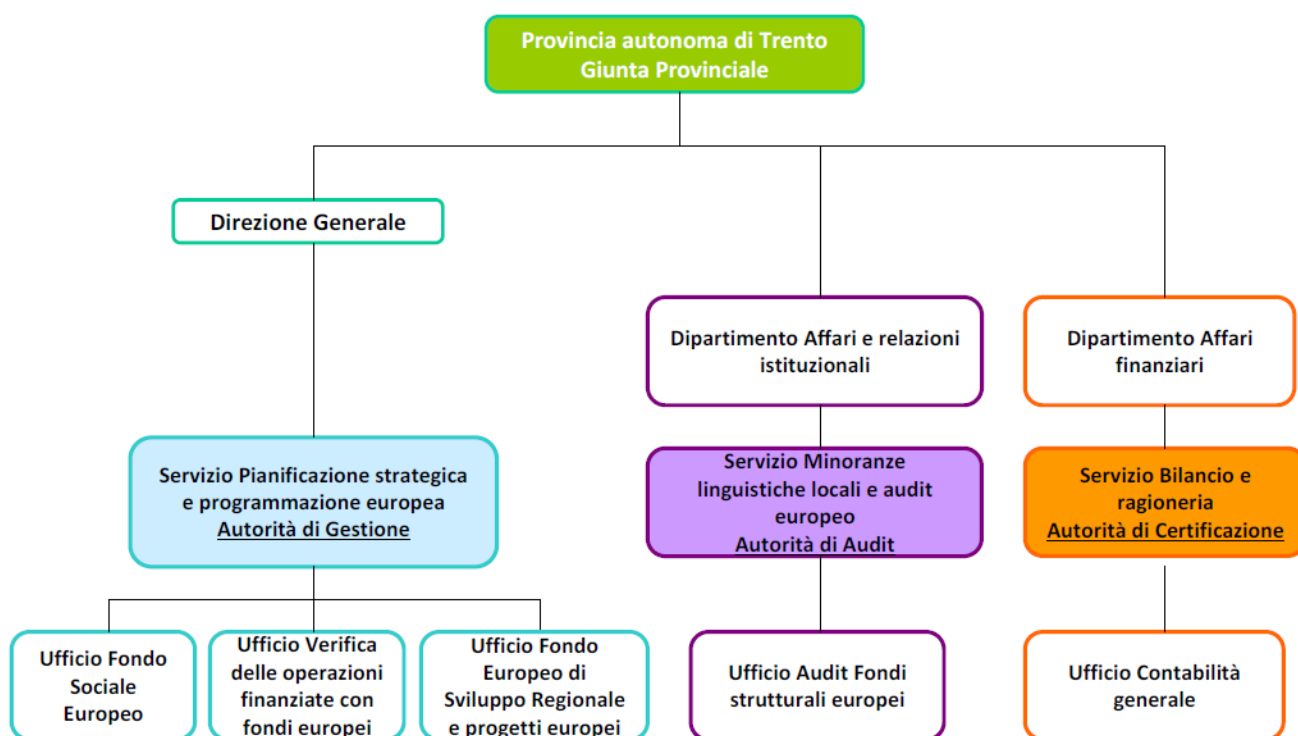 Provincia autonoma di Trento
Giunta Provinciale
Direzione Generale
Dipartimento Affari e relazioni
istituzionali
Dipartimento Affari
finanziari
Servizio Pianificazione strategica
e programmazione europea
Autorità di Gestione
Servizio Minoranze
linguistiche locali e audit
europeo
Autorità di Audit
Servizio Bilancio e
ragioneria
Autorità di Certificazione
Ufficio Fondo
Sociale
Europeo
Ufficio Verifica
delle operazioni
finanziate con
fondi europei
Ufficio Fondo
Europeo di
Sviluppo Regionale
e progetti europei
Ufficio Audit Fondi
strutturali europei
Ufficio Contabilità
generale